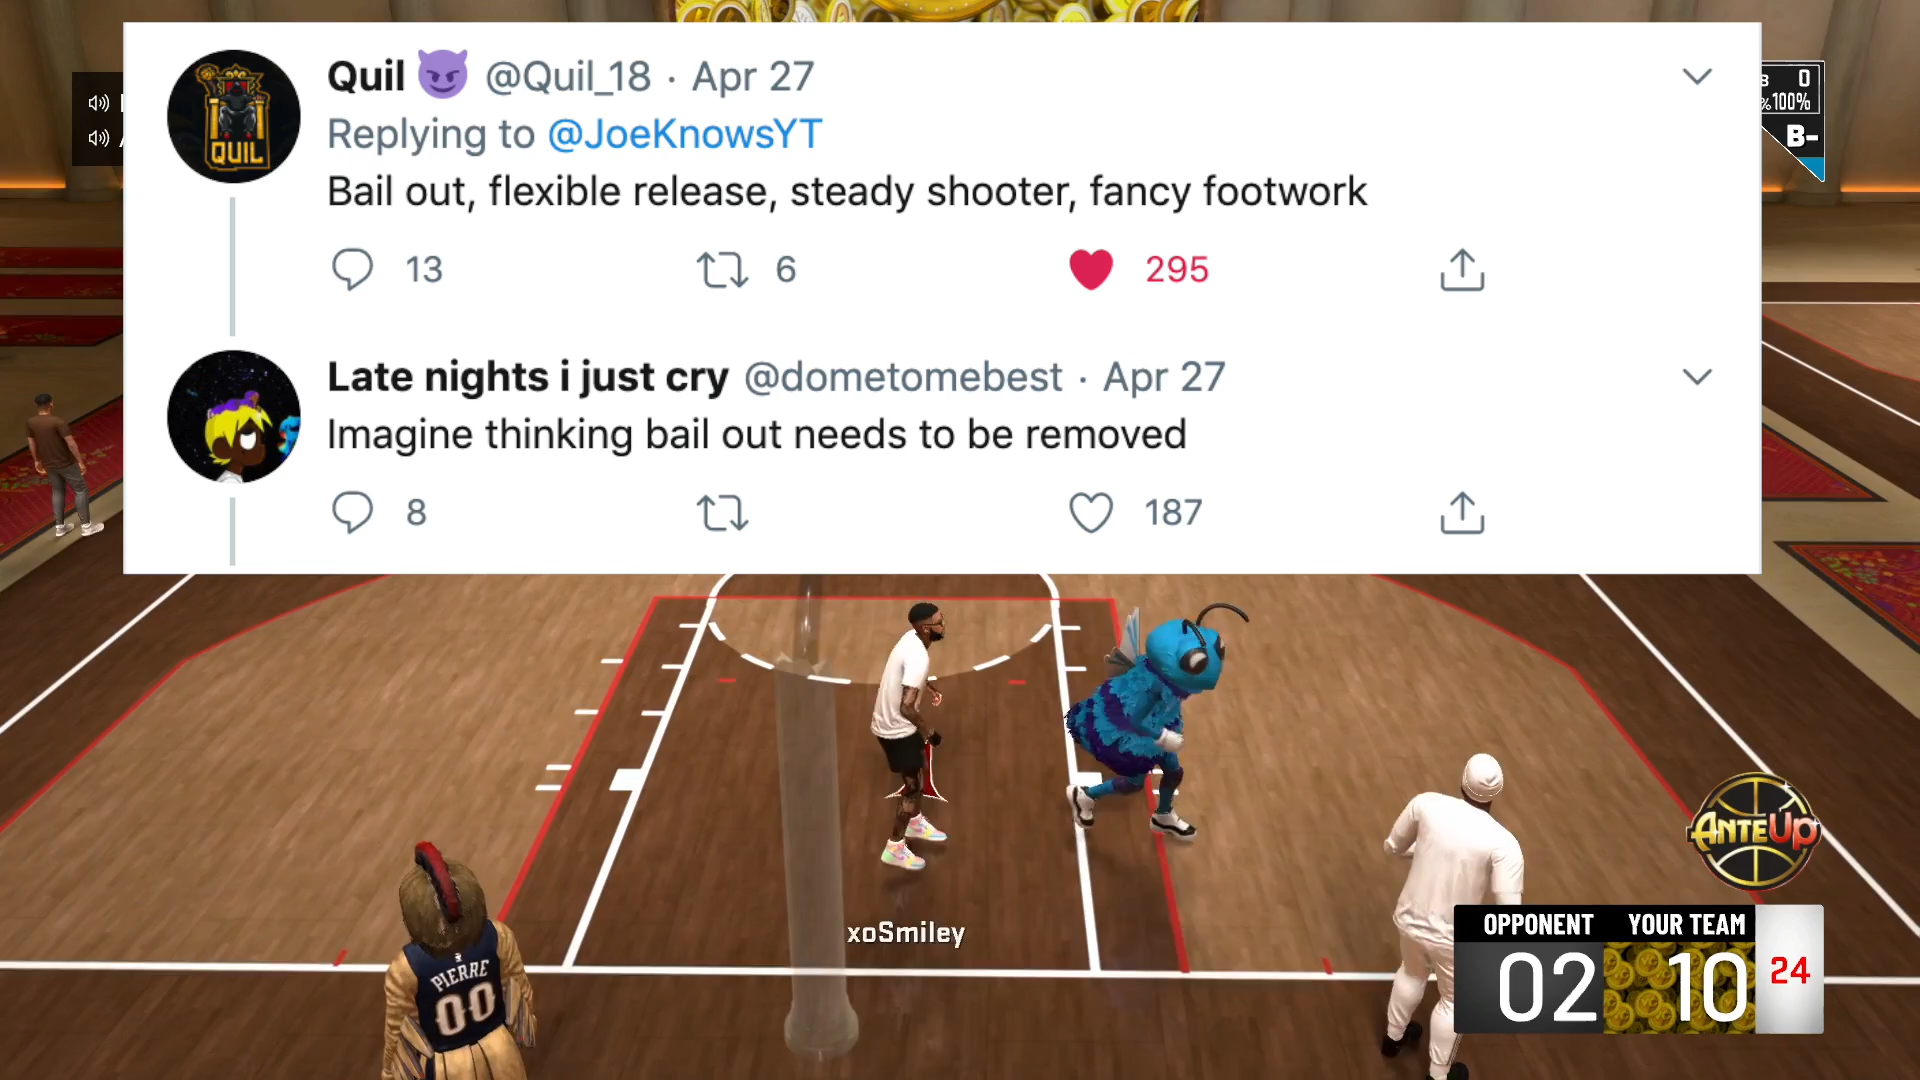 Quil 😈 @Quil_18 · Apr 27
Replying to @JoeKnowsYT
Bail out, flexible release, steady shooter, fancy footwork
13 6 295
QUIL
Late nights i just cry @dometomebest · Apr 27
Imagine thinking bail out needs to be removed
8 187
0
%100%
B-
xoSmiley
PIERRE
00
ANTEUP
OPPONENT YOUR TEAM
02 10 24